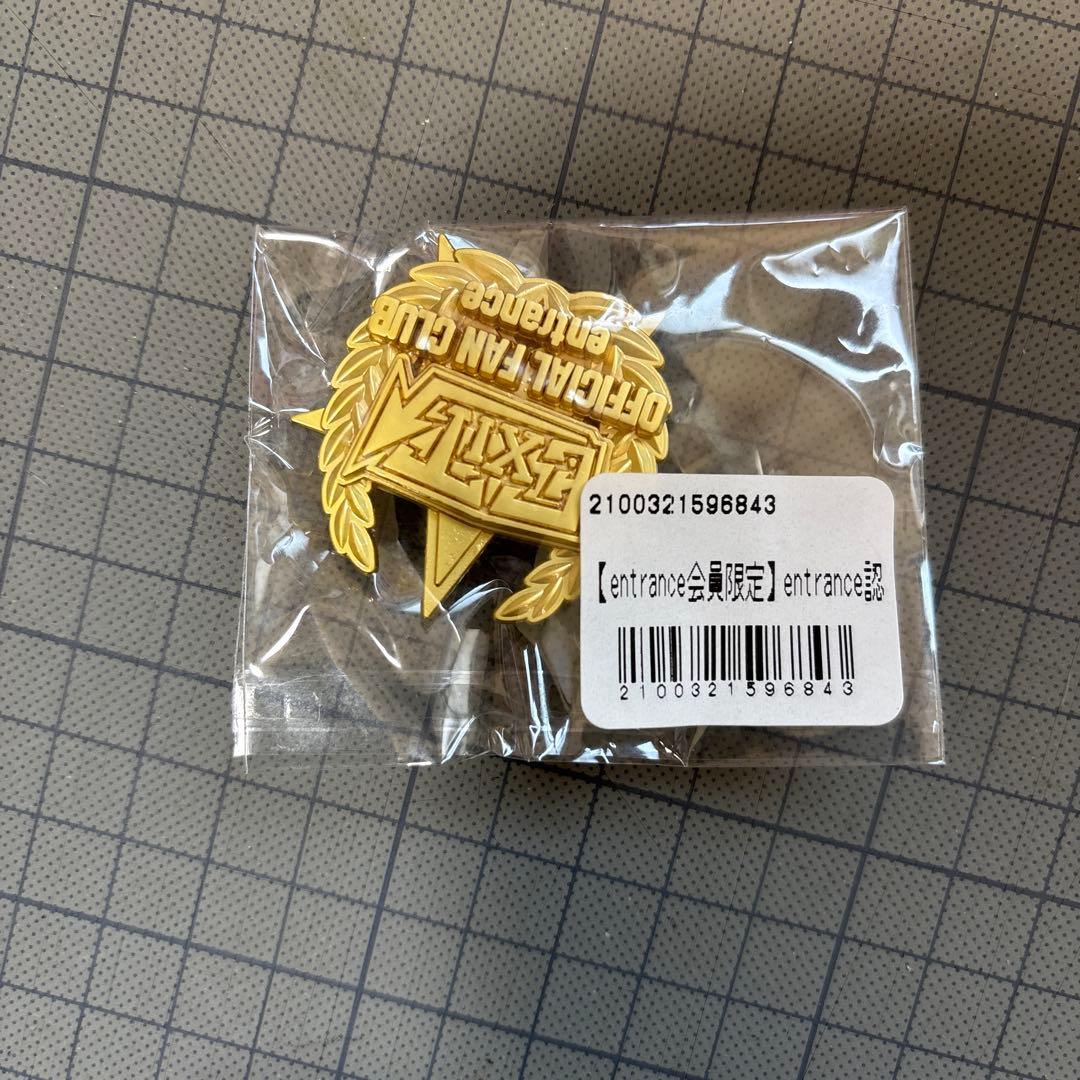 EXIT
OFFICIAL FAN CLUB
entrance
2100321596843
【entrance会員限定】entrance認
2100321596843